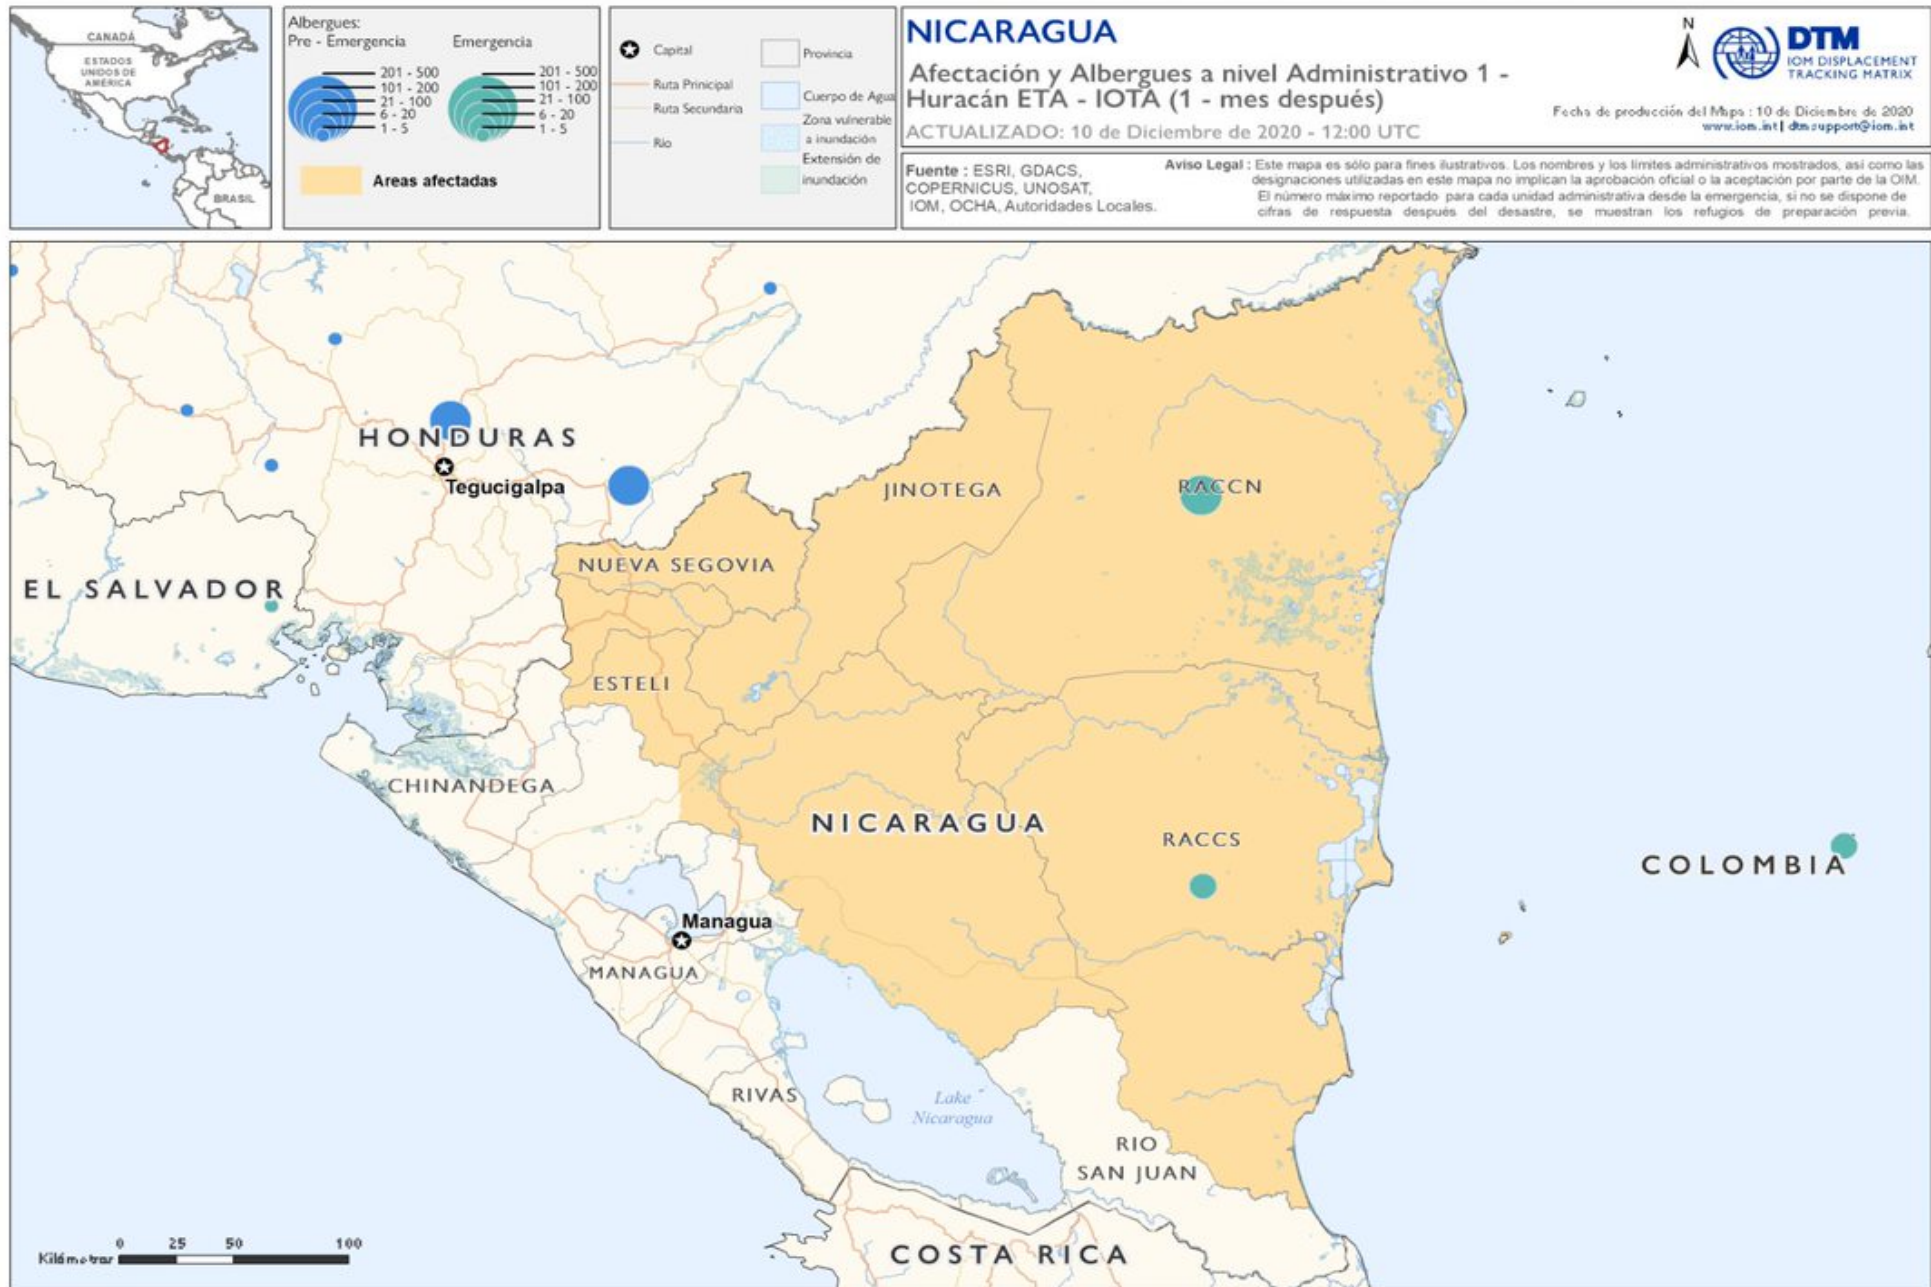 CANADÁ
ESTADOS
UNIDOS DE
AMÉRICA
BRASIL
Albergues:
Pre - Emergencia
Emergencia
201 - 500
101 - 200
21 - 100
6 - 20
1 - 5
201 - 500
101 - 200
21 - 100
6 - 20
1 - 5
Areas afectadas
Capital
Ruta Prinicipal
Ruta Secundaria
Río
Provincia
Cuerpo de Agua
Zona vulnerable
a inundación
Extensión de
inundación
NICARAGUA
Afectación y Albergues a nivel Administrativo 1 -
Huracán ETA - IOTA (1 - mes después)
ACTUALIZADO: 10 de Diciembre de 2020 - 12:00 UTC
N
DTM
IOM DISPLACEMENT
TRACKING MATRIX
Fecha de producción del Mapa : 10 de Diciembre de 2020
www.iom.int | dtmsupport@iom.int
Fuente : ESRI, GDACS,
COPERNICUS, UNOSAT,
IOM, OCHA, Autoridades Locales.
Aviso Legal : Este mapa es sólo para fines ilustrativos. Los nombres y los límites administrativos mostrados, así como las
designaciones utilizadas en este mapa no implican la aprobación oficial o la aceptación por parte de la OIM.
El número máximo reportado para cada unidad administrativa desde la emergencia, si no se dispone de
cifras de respuesta después del desastre, se muestran los refugios de preparación previa.
HONDURAS
Tegucigalpa
JINOTEGA
RACCN
NUEVA SEGOVIA
EL SALVADOR
ESTELI
CHINANDEGA
NICARAGUA
RACCS
COLOMBIA
Managua
MANAGUA
RIVAS
Lake
Nicaragua
RIO
SAN JUAN
COSTA RICA
0 25 50 100
Kilómetros